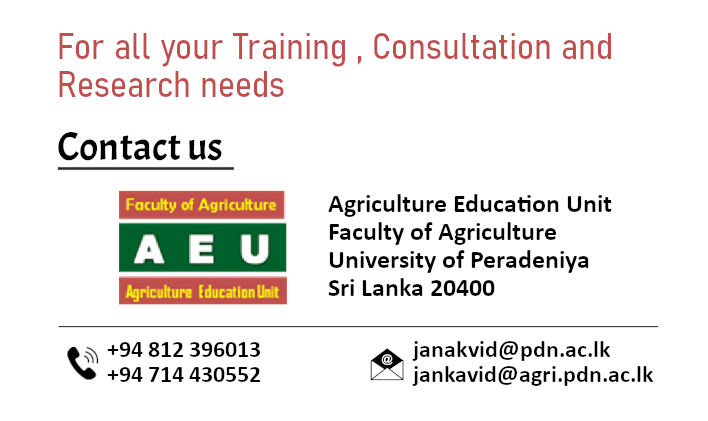 For all your Training , Consultation and
Research needs
Contact us
Faculty of Agriculture
A E U
Agriculture Education Unit
Agriculture Education Unit
Faculty of Agriculture
University of Peradeniya
Sri Lanka 20400
+94 812 396013
+94 714 430552
@
janakvid@pdn.ac.lk
jankavid@agri.pdn.ac.lk